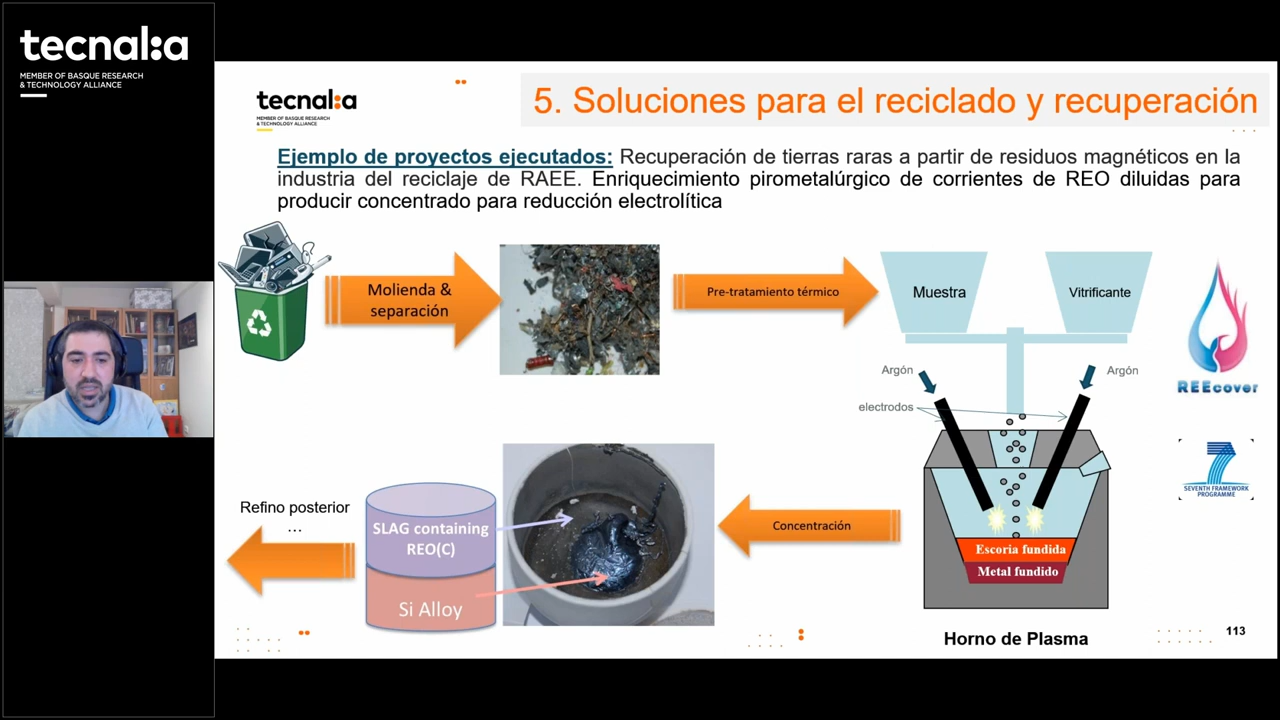 tecnal:a
MEMBER OF BASQUE RESEARCH
& TECHNOLOGY ALLIANCE
tecnal:a
MEMBER OF BASQUE RESEARCH
& TECHNOLOGY ALLIANCE
5. Soluciones para el reciclado y recuperación
Ejemplo de proyectos ejecutados: Recuperación de tierras raras a partir de residuos magnéticos en la
industria del reciclaje de RAEE. Enriquecimiento pirometalúrgico de corrientes de REO diluidas para
producir concentrado para reducción electrolítica
Molienda &
separación
Pre-tratamiento térmico
Muestra
Vitrificante
Argón
Argón
electrodos
REEcover
7
SEVENTH FRAMEWORK
PROGRAMME
Refino posterior
...
SLAG containing
REO(C)
Si Alloy
Concentración
Escoria fundida
Metal fundido
Horno de Plasma
113